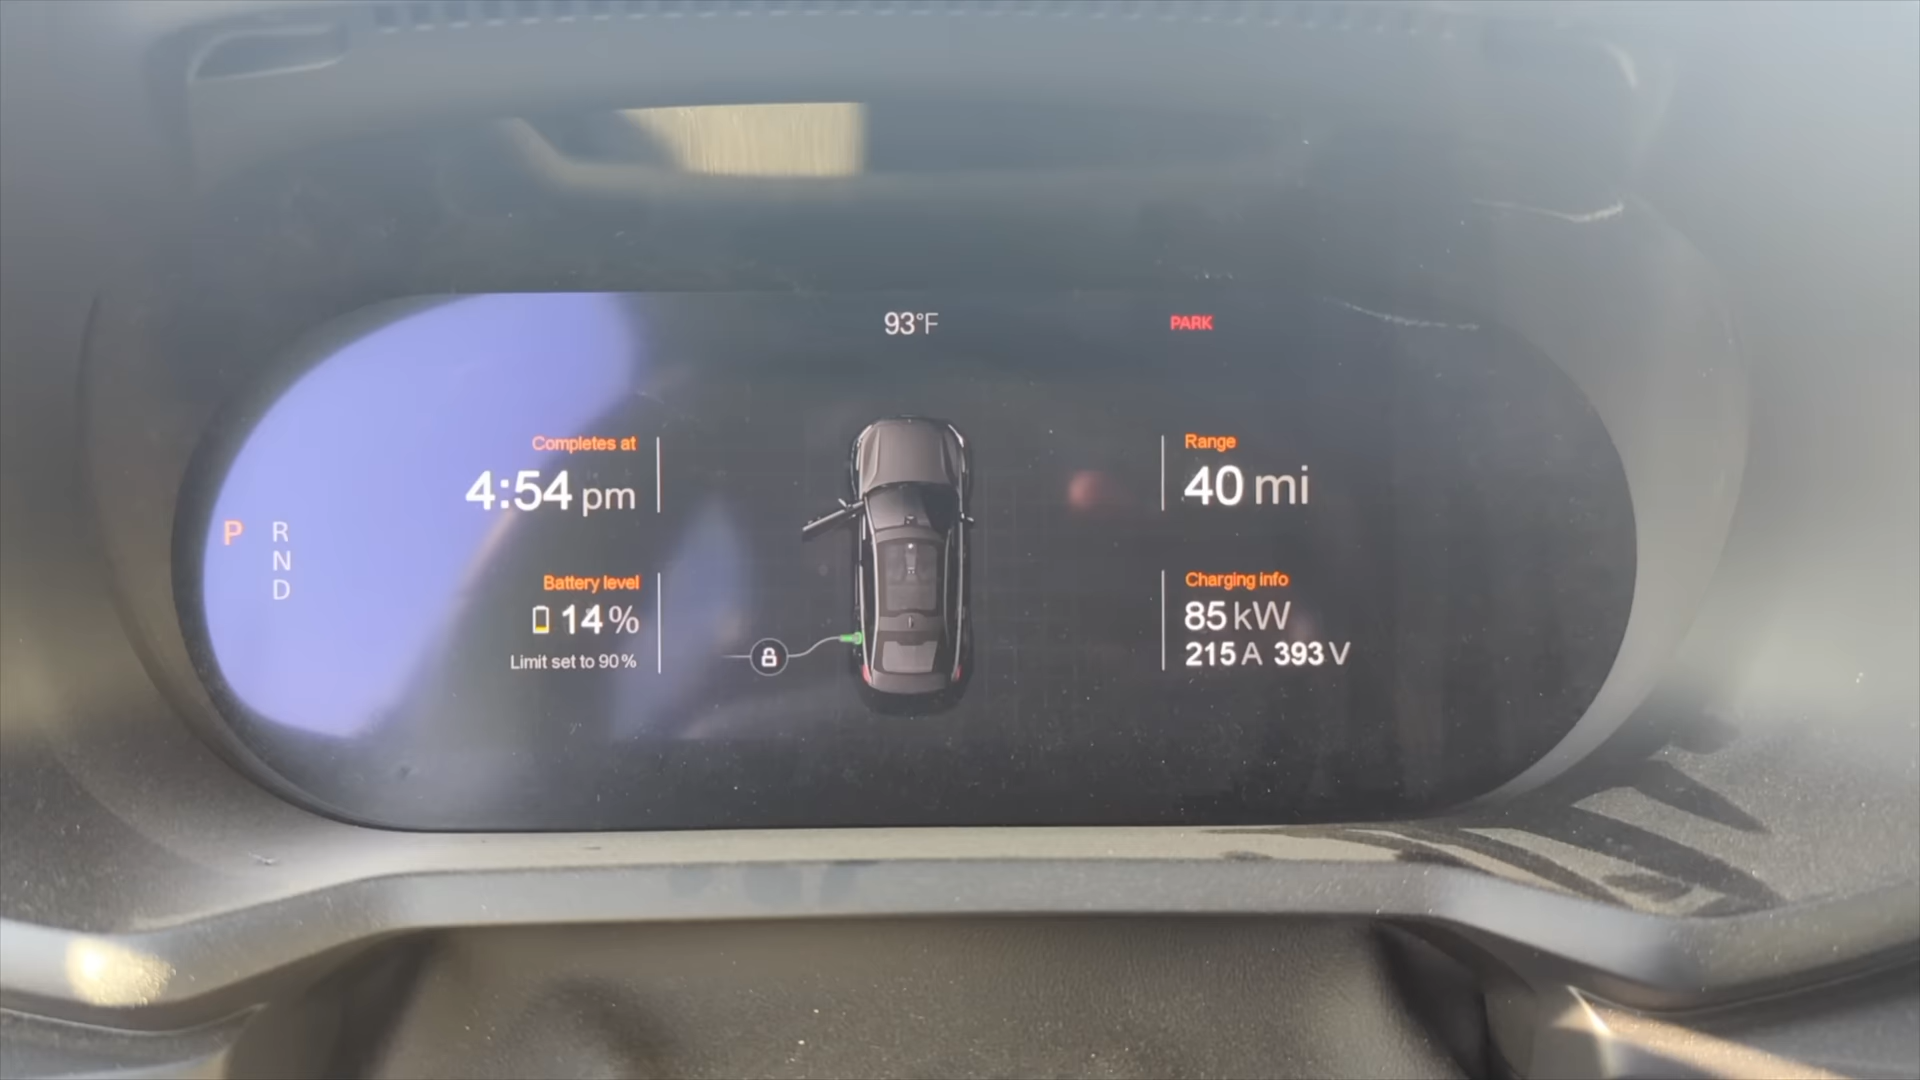 93°F
PARK
Completes at
4:54 pm
Range
40 mi
P R
N
D
Battery level
14%
Limit set to 90%
Charging info
85 kW
215 A 393 V